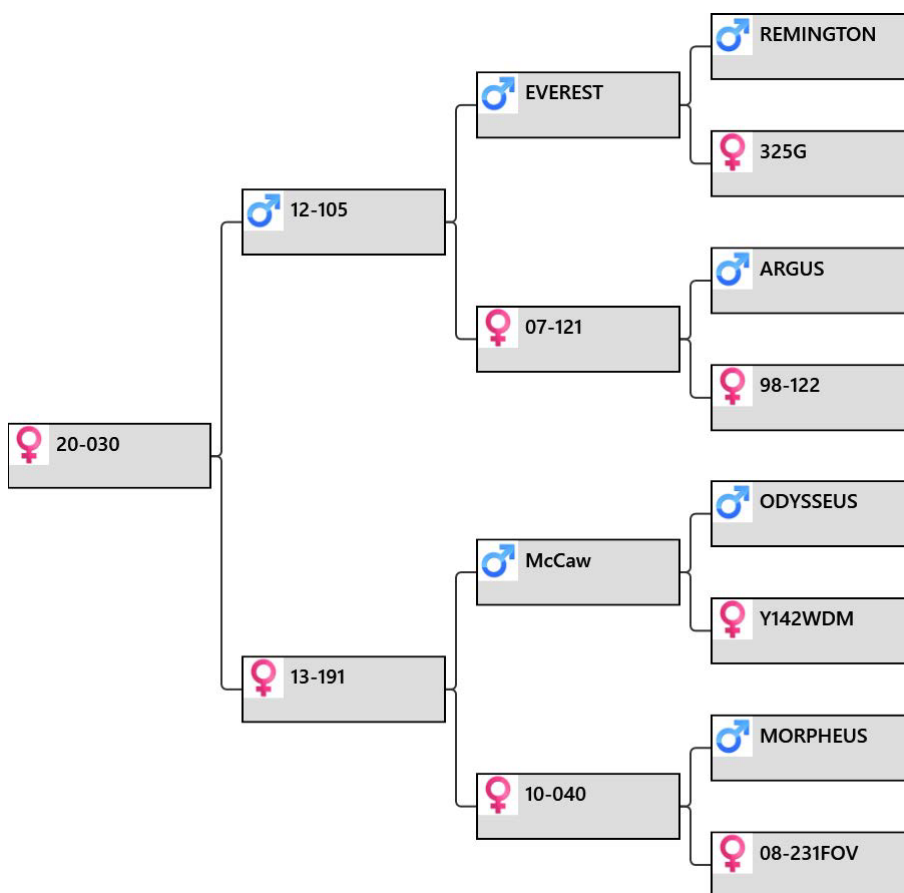 REMINGTON
EVEREST
325G
12-105
ARGUS
07-121
98-122
20-030
ODYSSEUS
McCaw
Y142WDM
13-191
MORPHEUS
10-040
08-231FOV